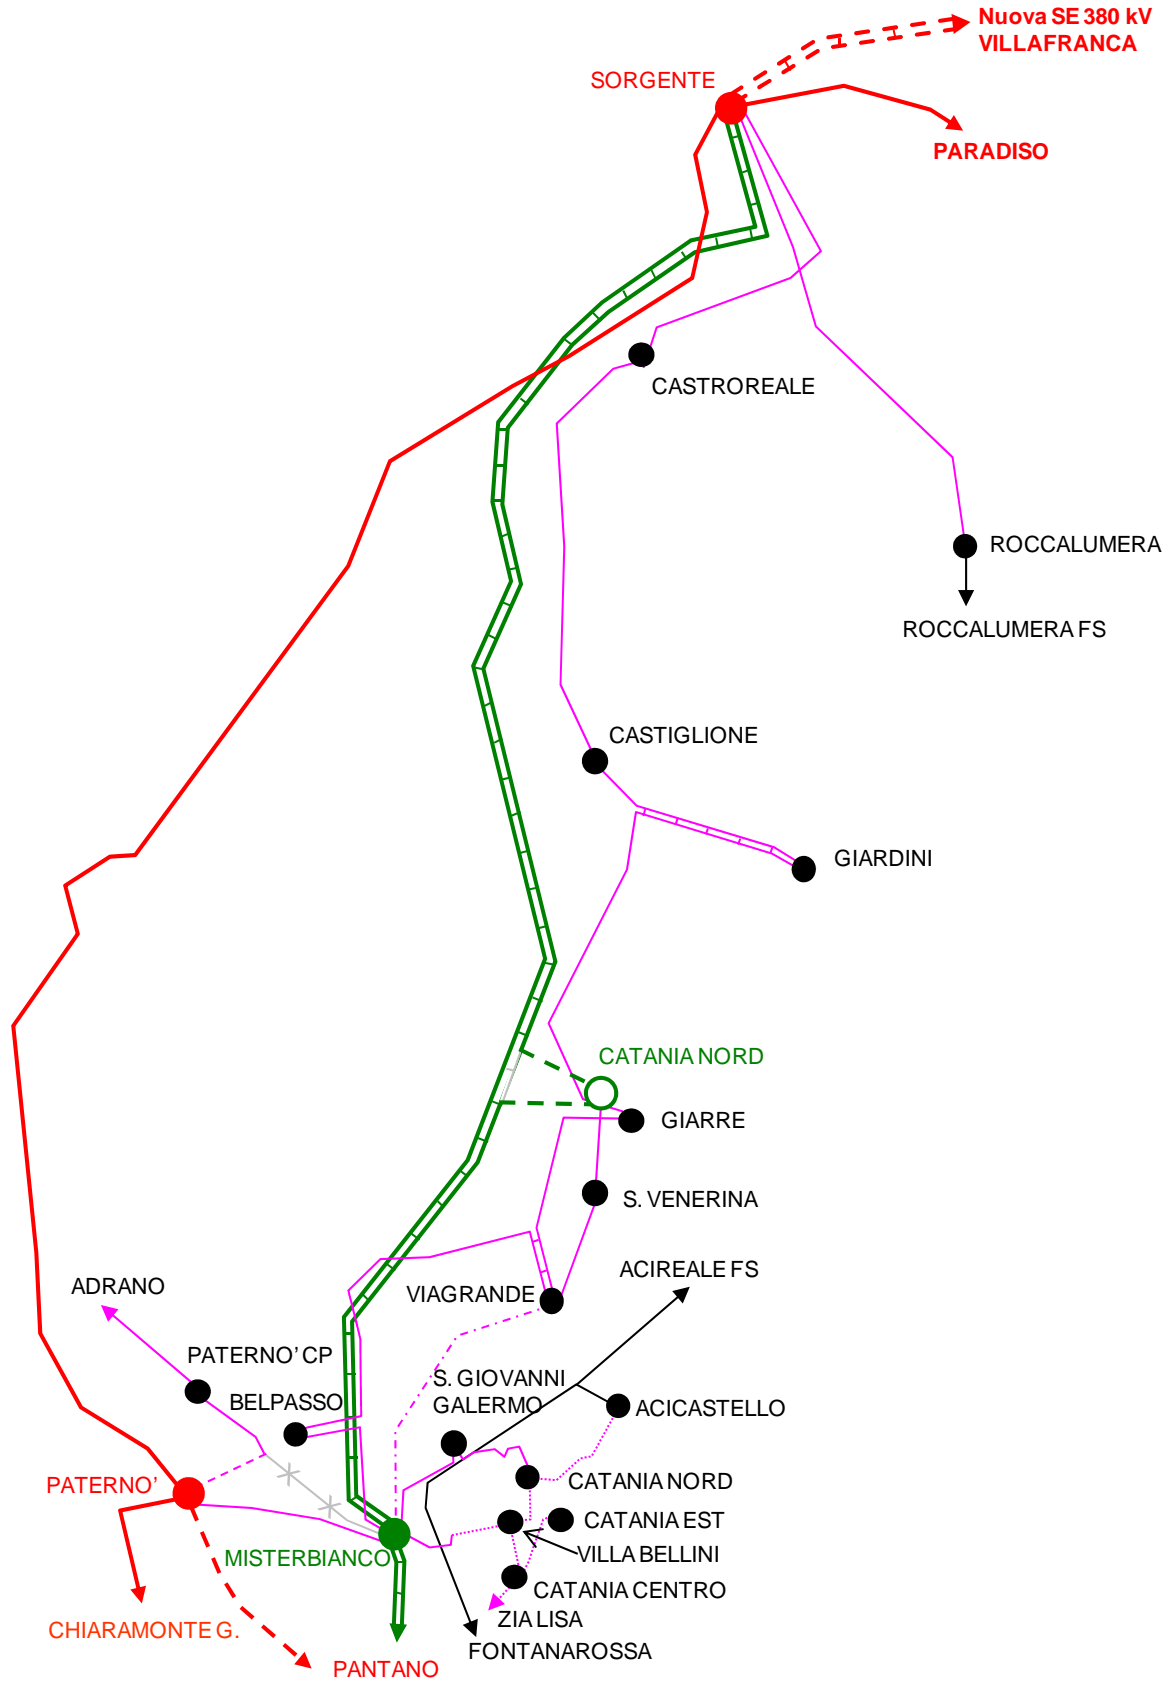 Nuova SE 380 kV
VILLAFRANCA
SORGENTE
PARADISO
CASTROREALE
ROCCALUMERA
ROCCALUMERA FS
CASTIGLIONE
GIARDINI
CATANIA NORD
GIARRE
S. VENERINA
ACIREALE FS
ADRANO
VIAGRANDE
PATERNO' CP
S. GIOVANNI
GALERMO
BELPASSO
ACICASTELLO
PATERNO'
CATANIA NORD
CATANIA EST
VILLA BELLINI
MISTERBIANCO
CATANIA CENTRO
ZIA LISA
CHIARAMONTE G.
FONTANAROSSA
PANTANO